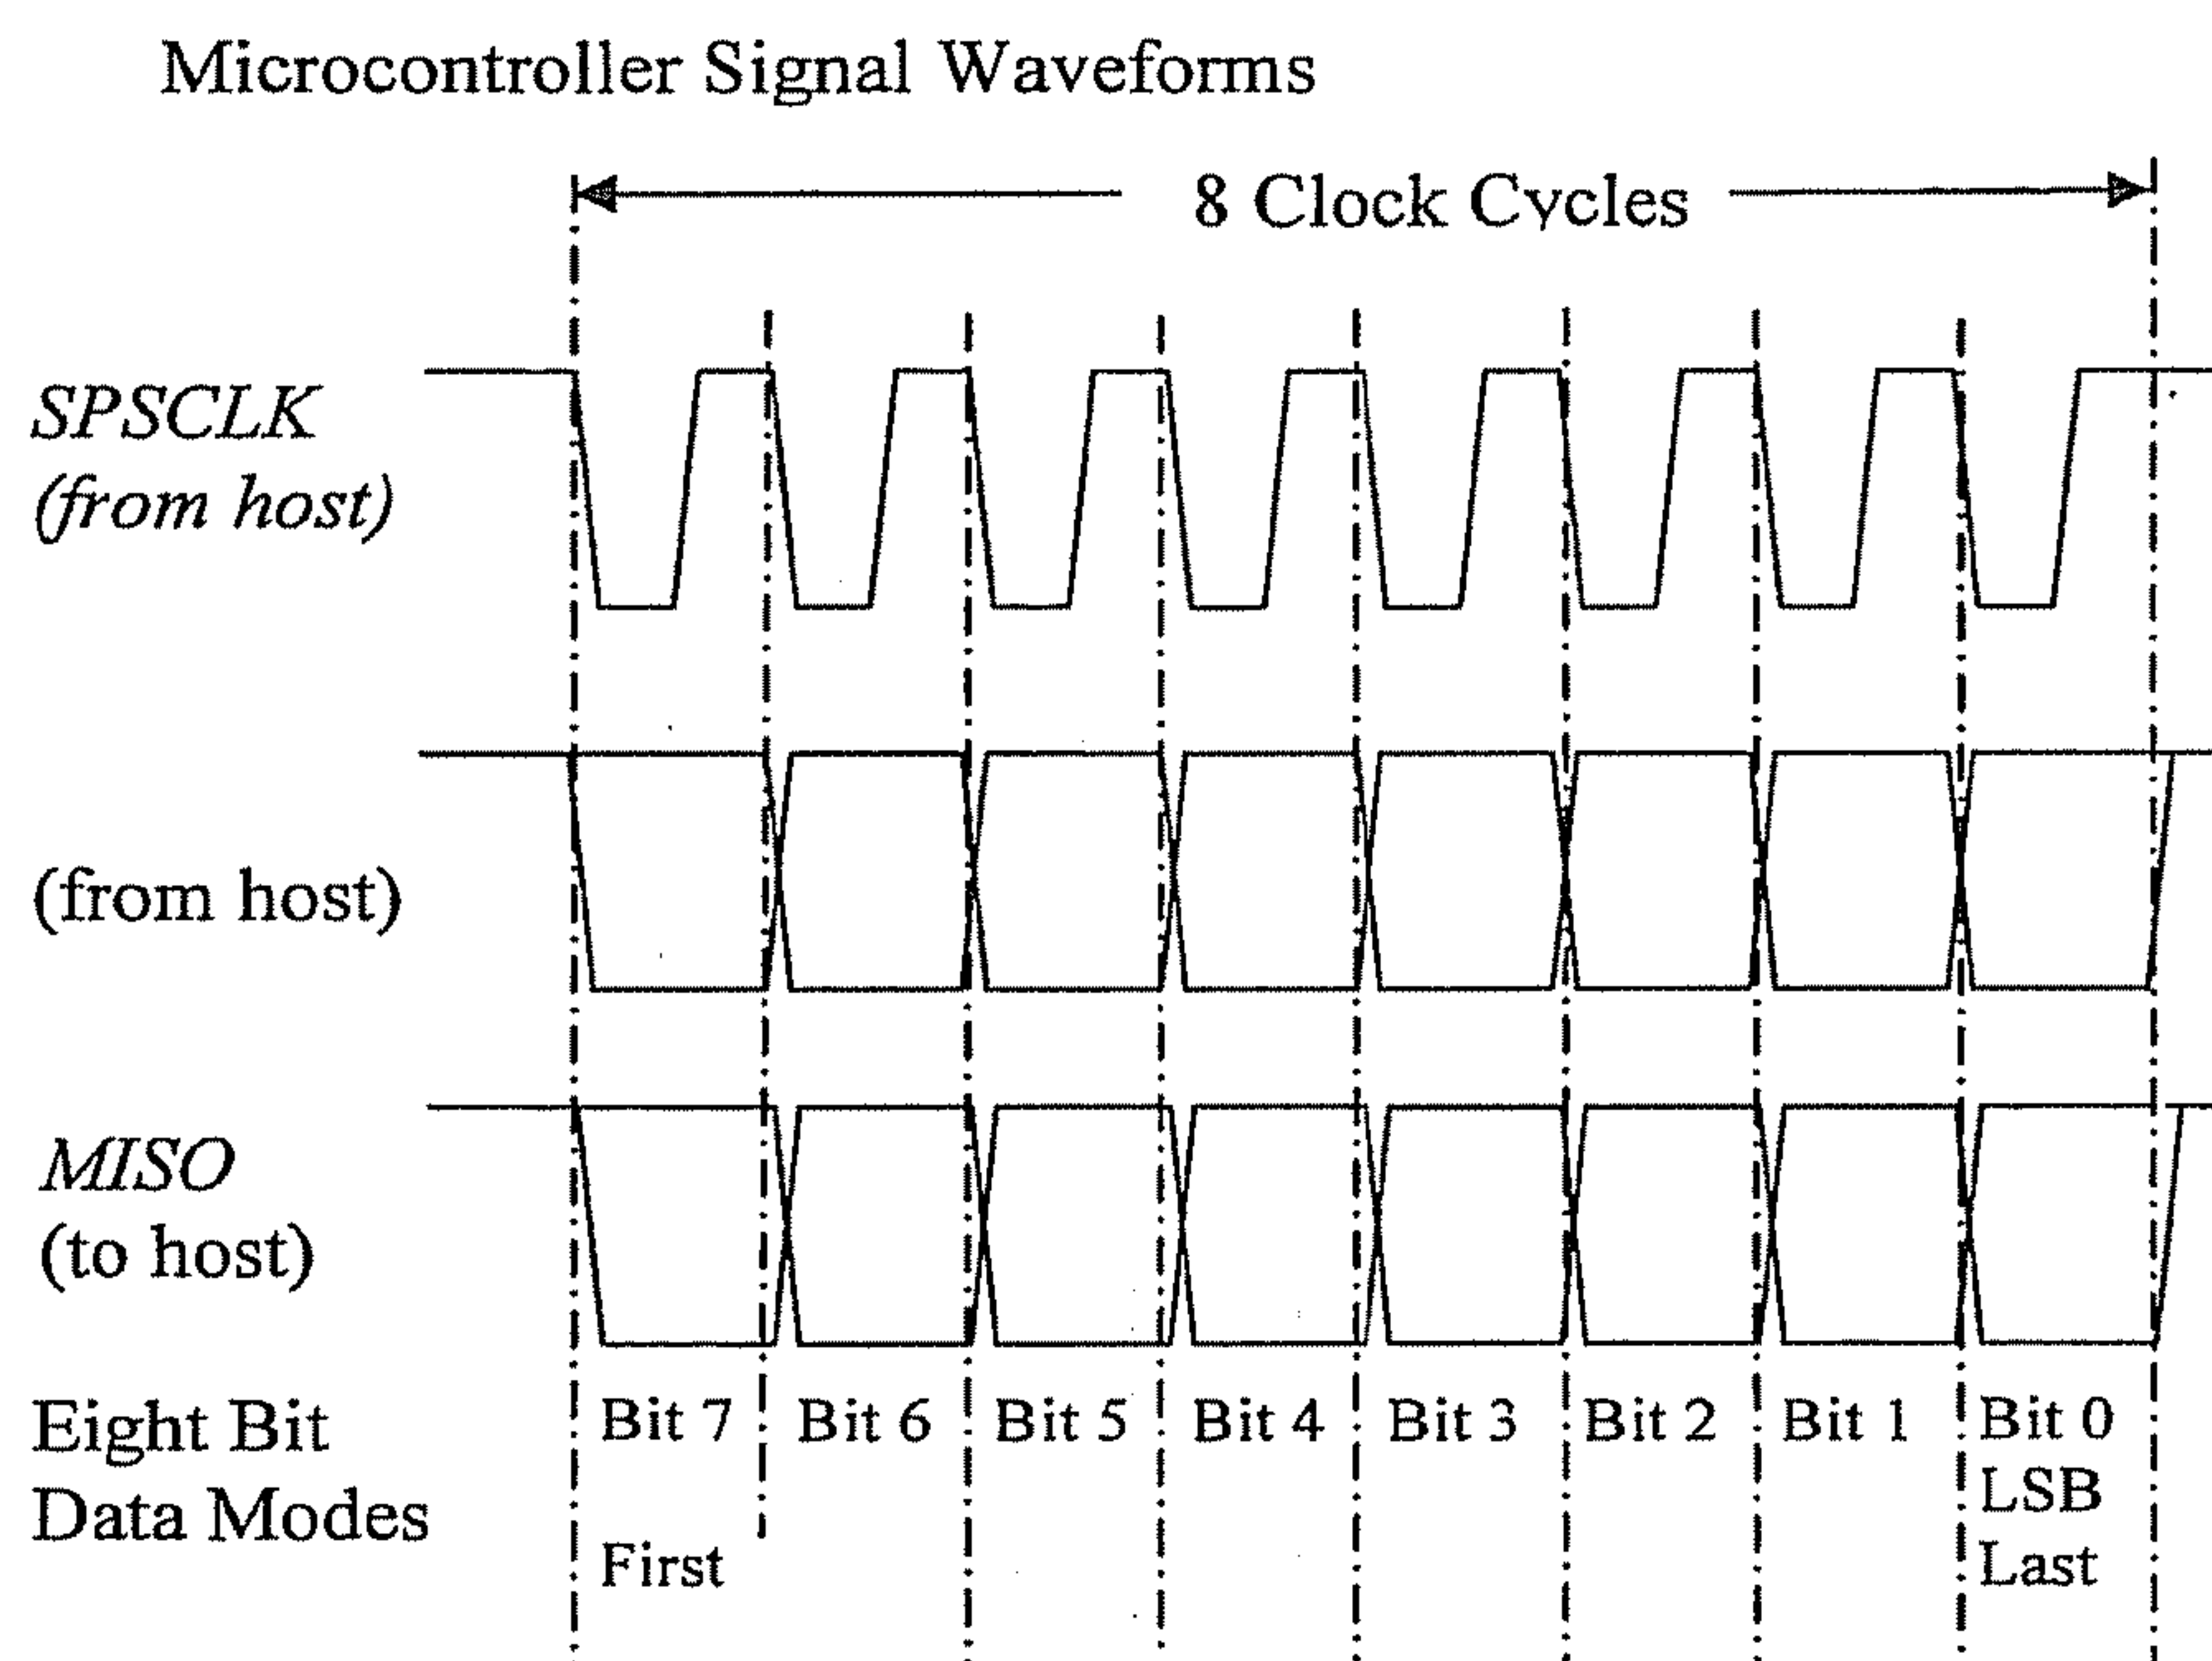 Microcontroller Signal Waveforms
8 Clock Cycles
SPSCLK
(from host)
(from host)
MISO
(to host)
Eight Bit
Data Modes
Bit 7
First
Bit 6
Bit 5
Bit 4
Bit 3
Bit 2
Bit 1
Bit 0
LSB
Last